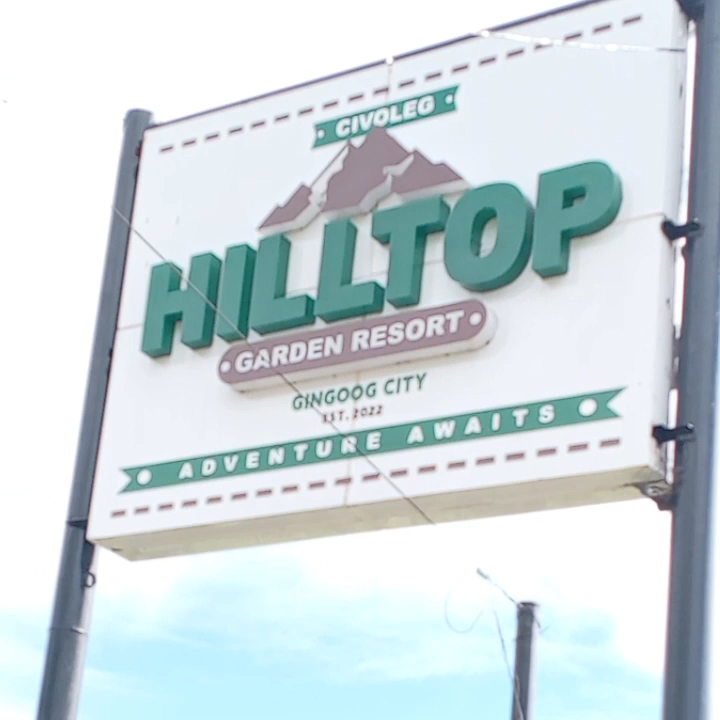 CIVOLEG
HILLTOP
GARDEN RESORT
GINGOOG CITY
EST. 2022
ADVENTURE AWAITS